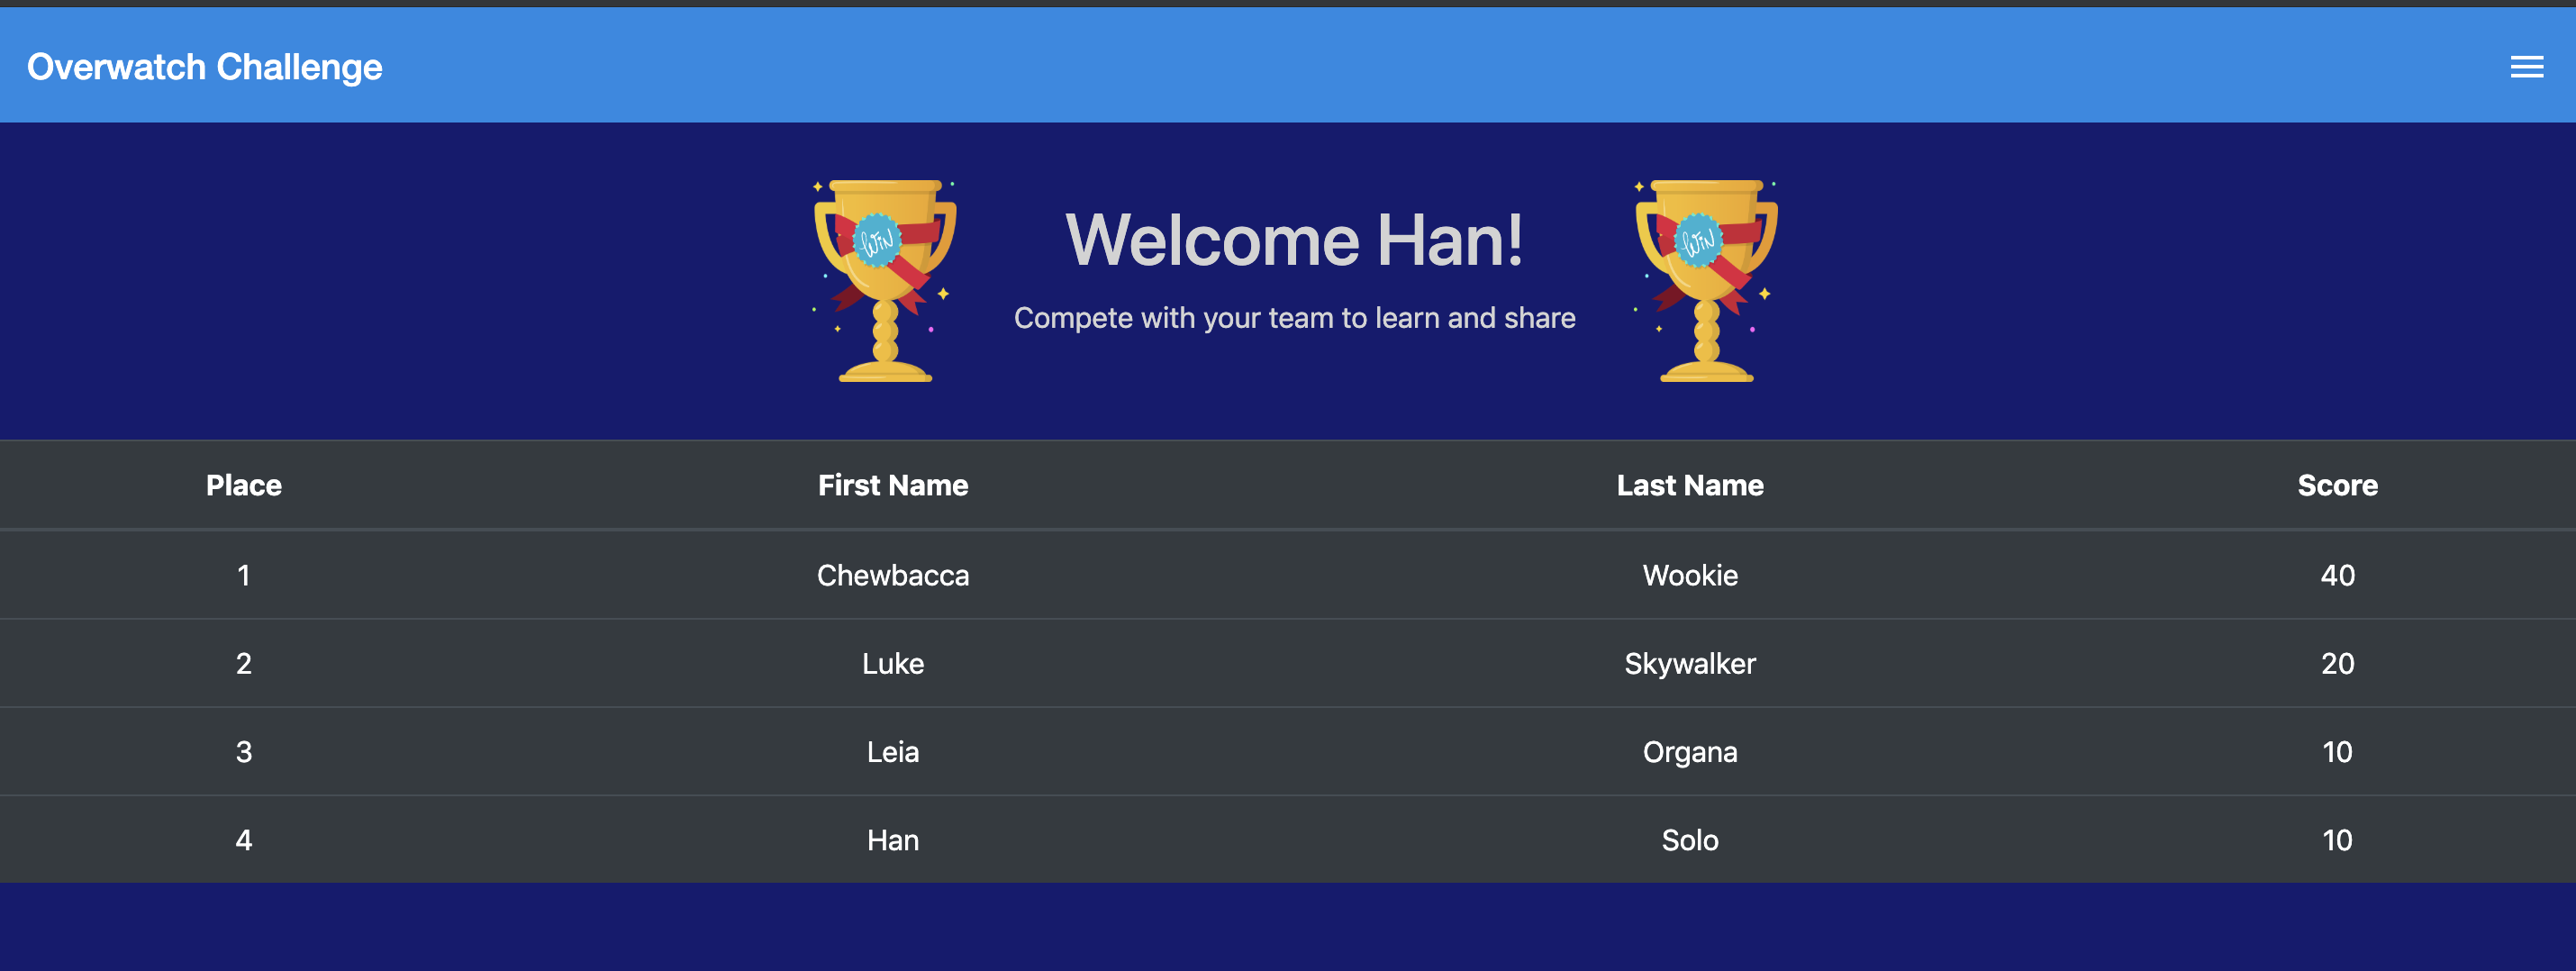 Overwatch Challenge
Win
Welcome Han!
Win
Compete with your team to learn and share
Place First Name Last Name Score
1 Chewbacca Wookie 40
2 Luke Skywalker 20
3 Leia Organa 10
4 Han Solo 10